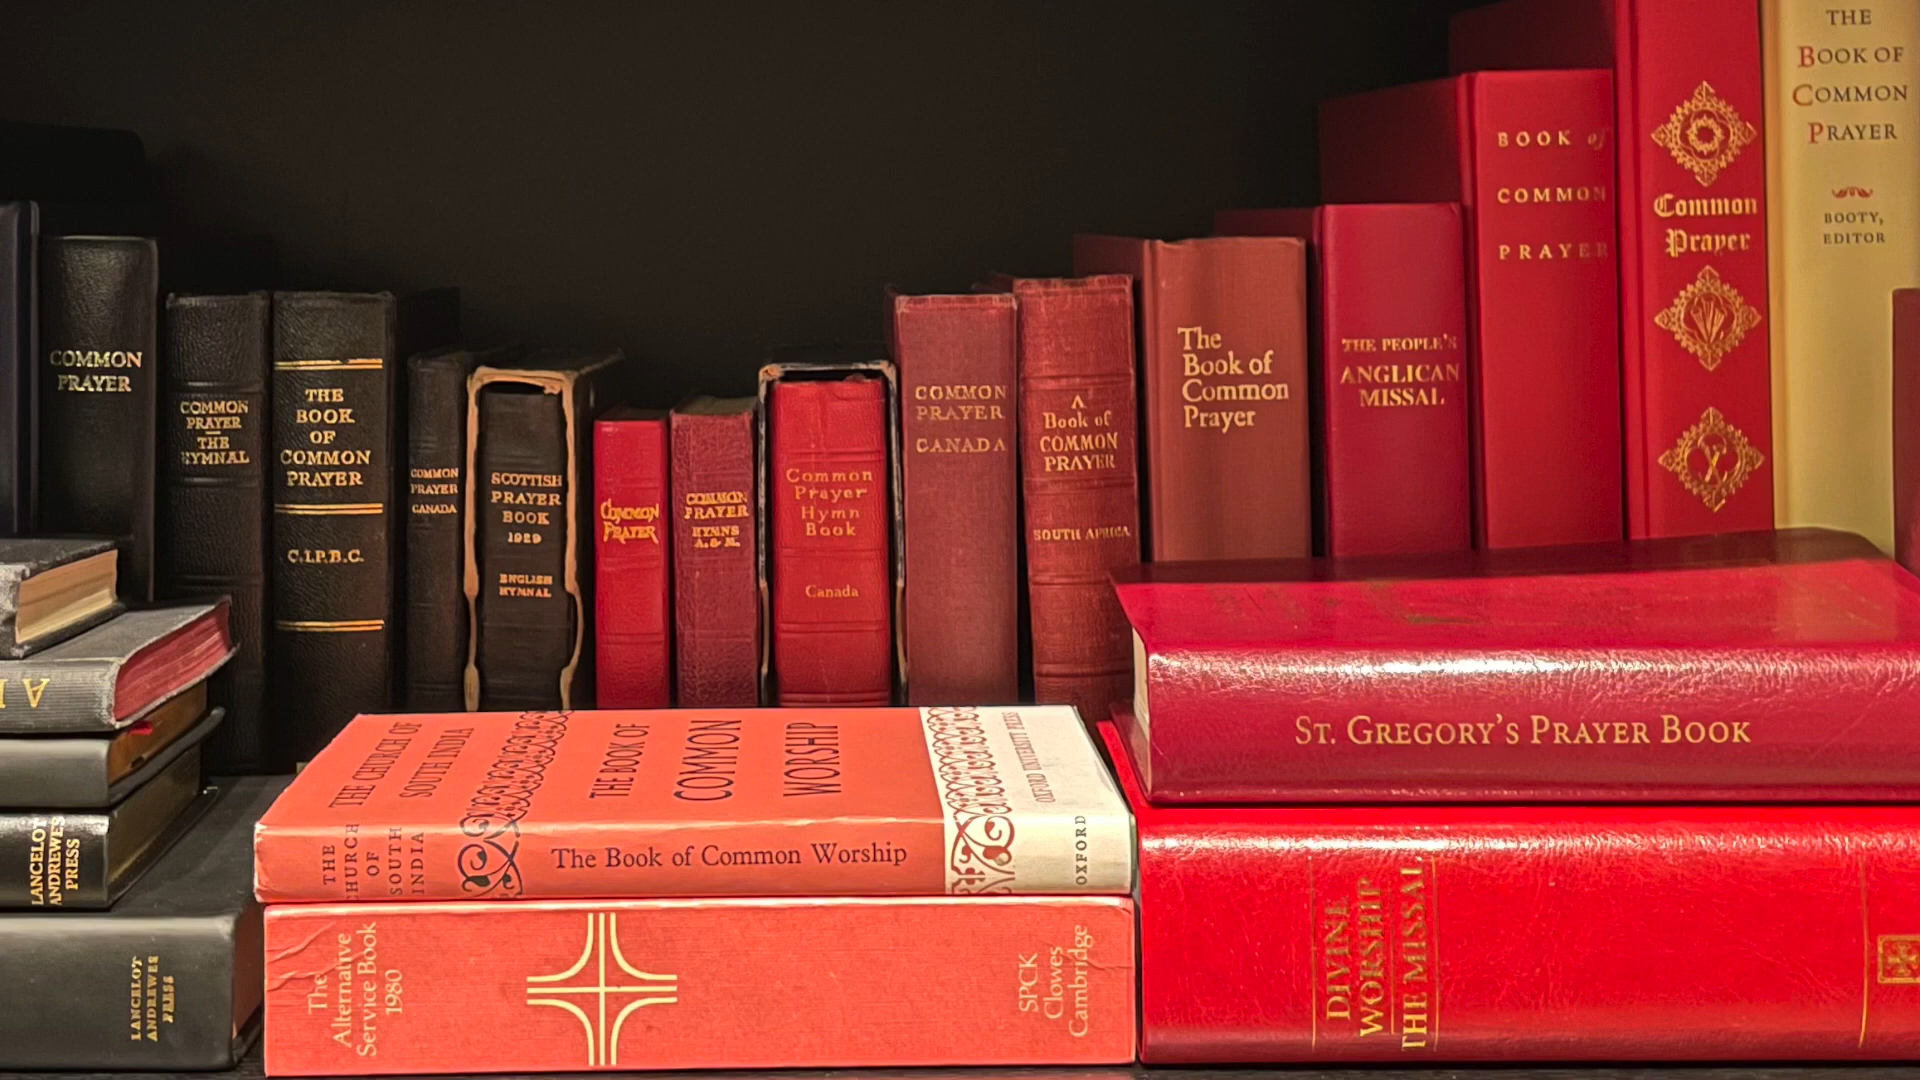 COMMON
PRAYER
COMMON
PRAYER
THE
HYMNAL
THE
BOOK
OF
COMMON
PRAYER
C.I.P.B.C.
COMMON
PRAYER
CANADA
SCOTTISH
PRAYER
BOOK
1929
ENGLISH
HYMNAL
Common
Prayer
COMMON
PRAYER
HYMNS
A. & M.
Common
Prayer
Hymn
Book
Canada
COMMON
PRAYER
CANADA
A
Book of
COMMON
PRAYER
SOUTH AFRICA
The
Book of
Common
Prayer
THE PEOPLE'S
ANGLICAN
MISSAL
BOOK of
COMMON
PRAYER
Common
Prayer
THE
BOOK OF
COMMON
PRAYER
BOOTY,
EDITOR
LANCELOT
ANDREWES
PRESS
LANCELOT
ANDREWES
PRESS
THE CHURCH OF
SOUTH INDIA
THE BOOK OF
COMMON
WORSHIP
OXFORD UNIVERSITY PRESS
THE
CHURCH
OF
SOUTH
INDIA
The Book of Common Worship
OXFORD
The
Alternative
Service Book
1980
SPCK
Clowes
Cambridge
ST. GREGORY'S PRAYER BOOK
DIVINE
WORSHIP
THE MISSAL